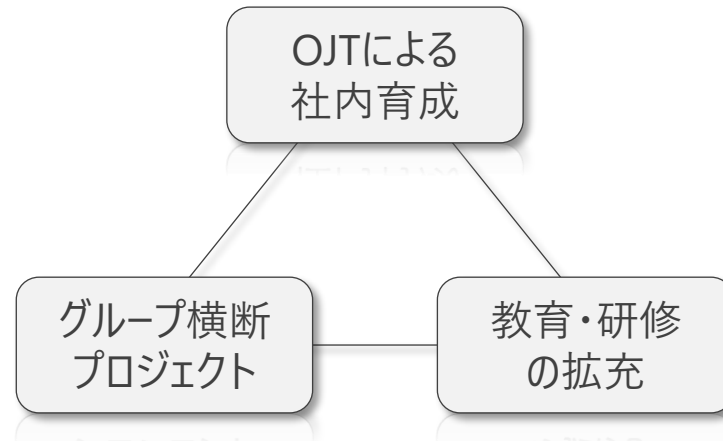 OJTによる
社内育成
グループ横断
プロジェクト
教育・研修
の拡充